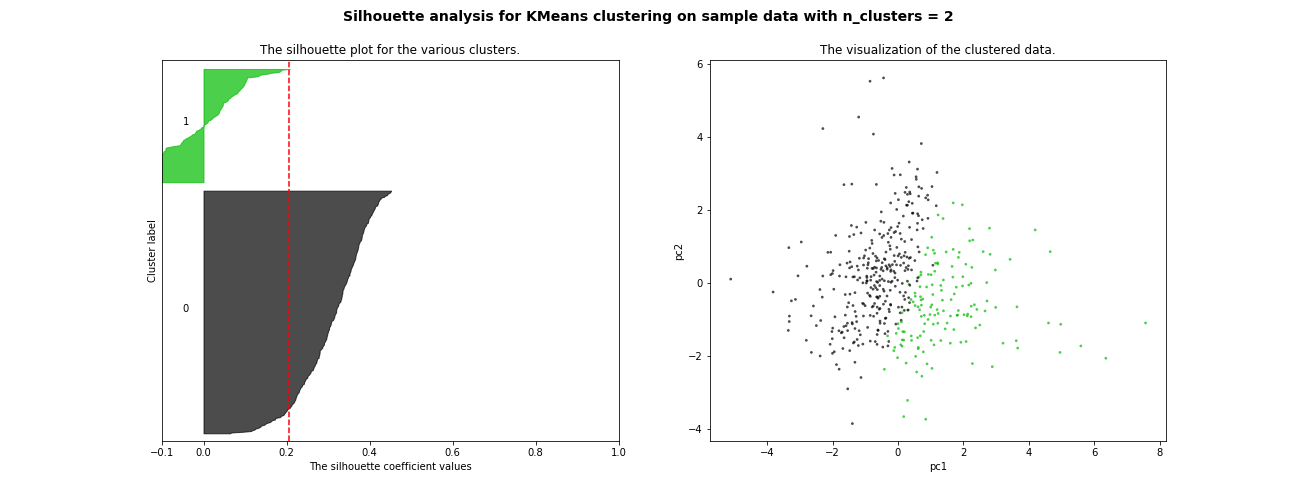 Silhouette analysis for KMeans clustering on sample data with n_clusters = 2
The silhouette plot for the various clusters.
1
0
Cluster label
−0.1 0.0 0.2 0.4 0.6 0.8 1.0
The silhouette coefficient values
The visualization of the clustered data.
6
4
2
0
−2
−4
pc2
−4 −2 0 2 4 6 8
pc1